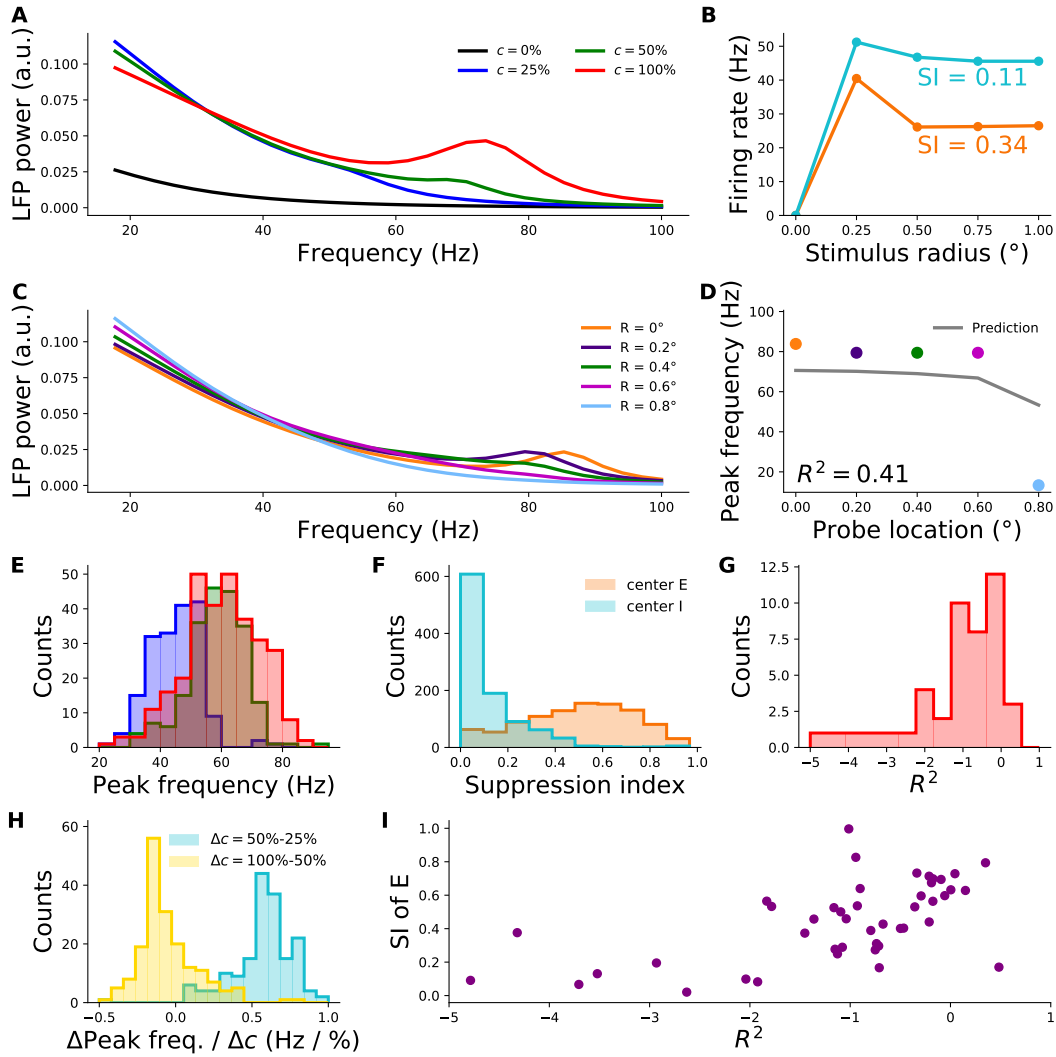 A
LFP power (a.u.)
0.100
0.075
0.050
0.025
0.000
c = 0%
c = 25%
c = 50%
c = 100%
20 40 60 80 100
Frequency (Hz)
B
Firing rate (Hz)
50
40
30
20
10
0
SI = 0.11
SI = 0.34
0.00 0.25 0.50 0.75 1.00
Stimulus radius (°)
C
LFP power (a.u.)
0.100
0.075
0.050
0.025
0.000
R = 0°
R = 0.2°
R = 0.4°
R = 0.6°
R = 0.8°
20 40 60 80 100
Frequency (Hz)
D
Peak frequency (Hz)
100
80
60
40
20
Prediction
R² = 0.41
0.00 0.20 0.40 0.60 0.80
Probe location (°)
E
Counts
50
40
30
20
10
0
20 40 60 80
Peak frequency (Hz)
F
Counts
600
400
200
0
center E
center I
0.0 0.2 0.4 0.6 0.8 1.0
Suppression index
G
Counts
12.5
10.0
7.5
5.0
2.5
0.0
−5 −4 −3 −2 −1 0 1
R²
H
Counts
60
40
20
0
Δc = 50%-25%
Δc = 100%-50%
−0.5 0.0 0.5 1.0
ΔPeak freq. / Δc (Hz / %)
I
SI of E
1.0
0.8
0.6
0.4
0.2
0.0
−5 −4 −3 −2 −1 0 1
R²